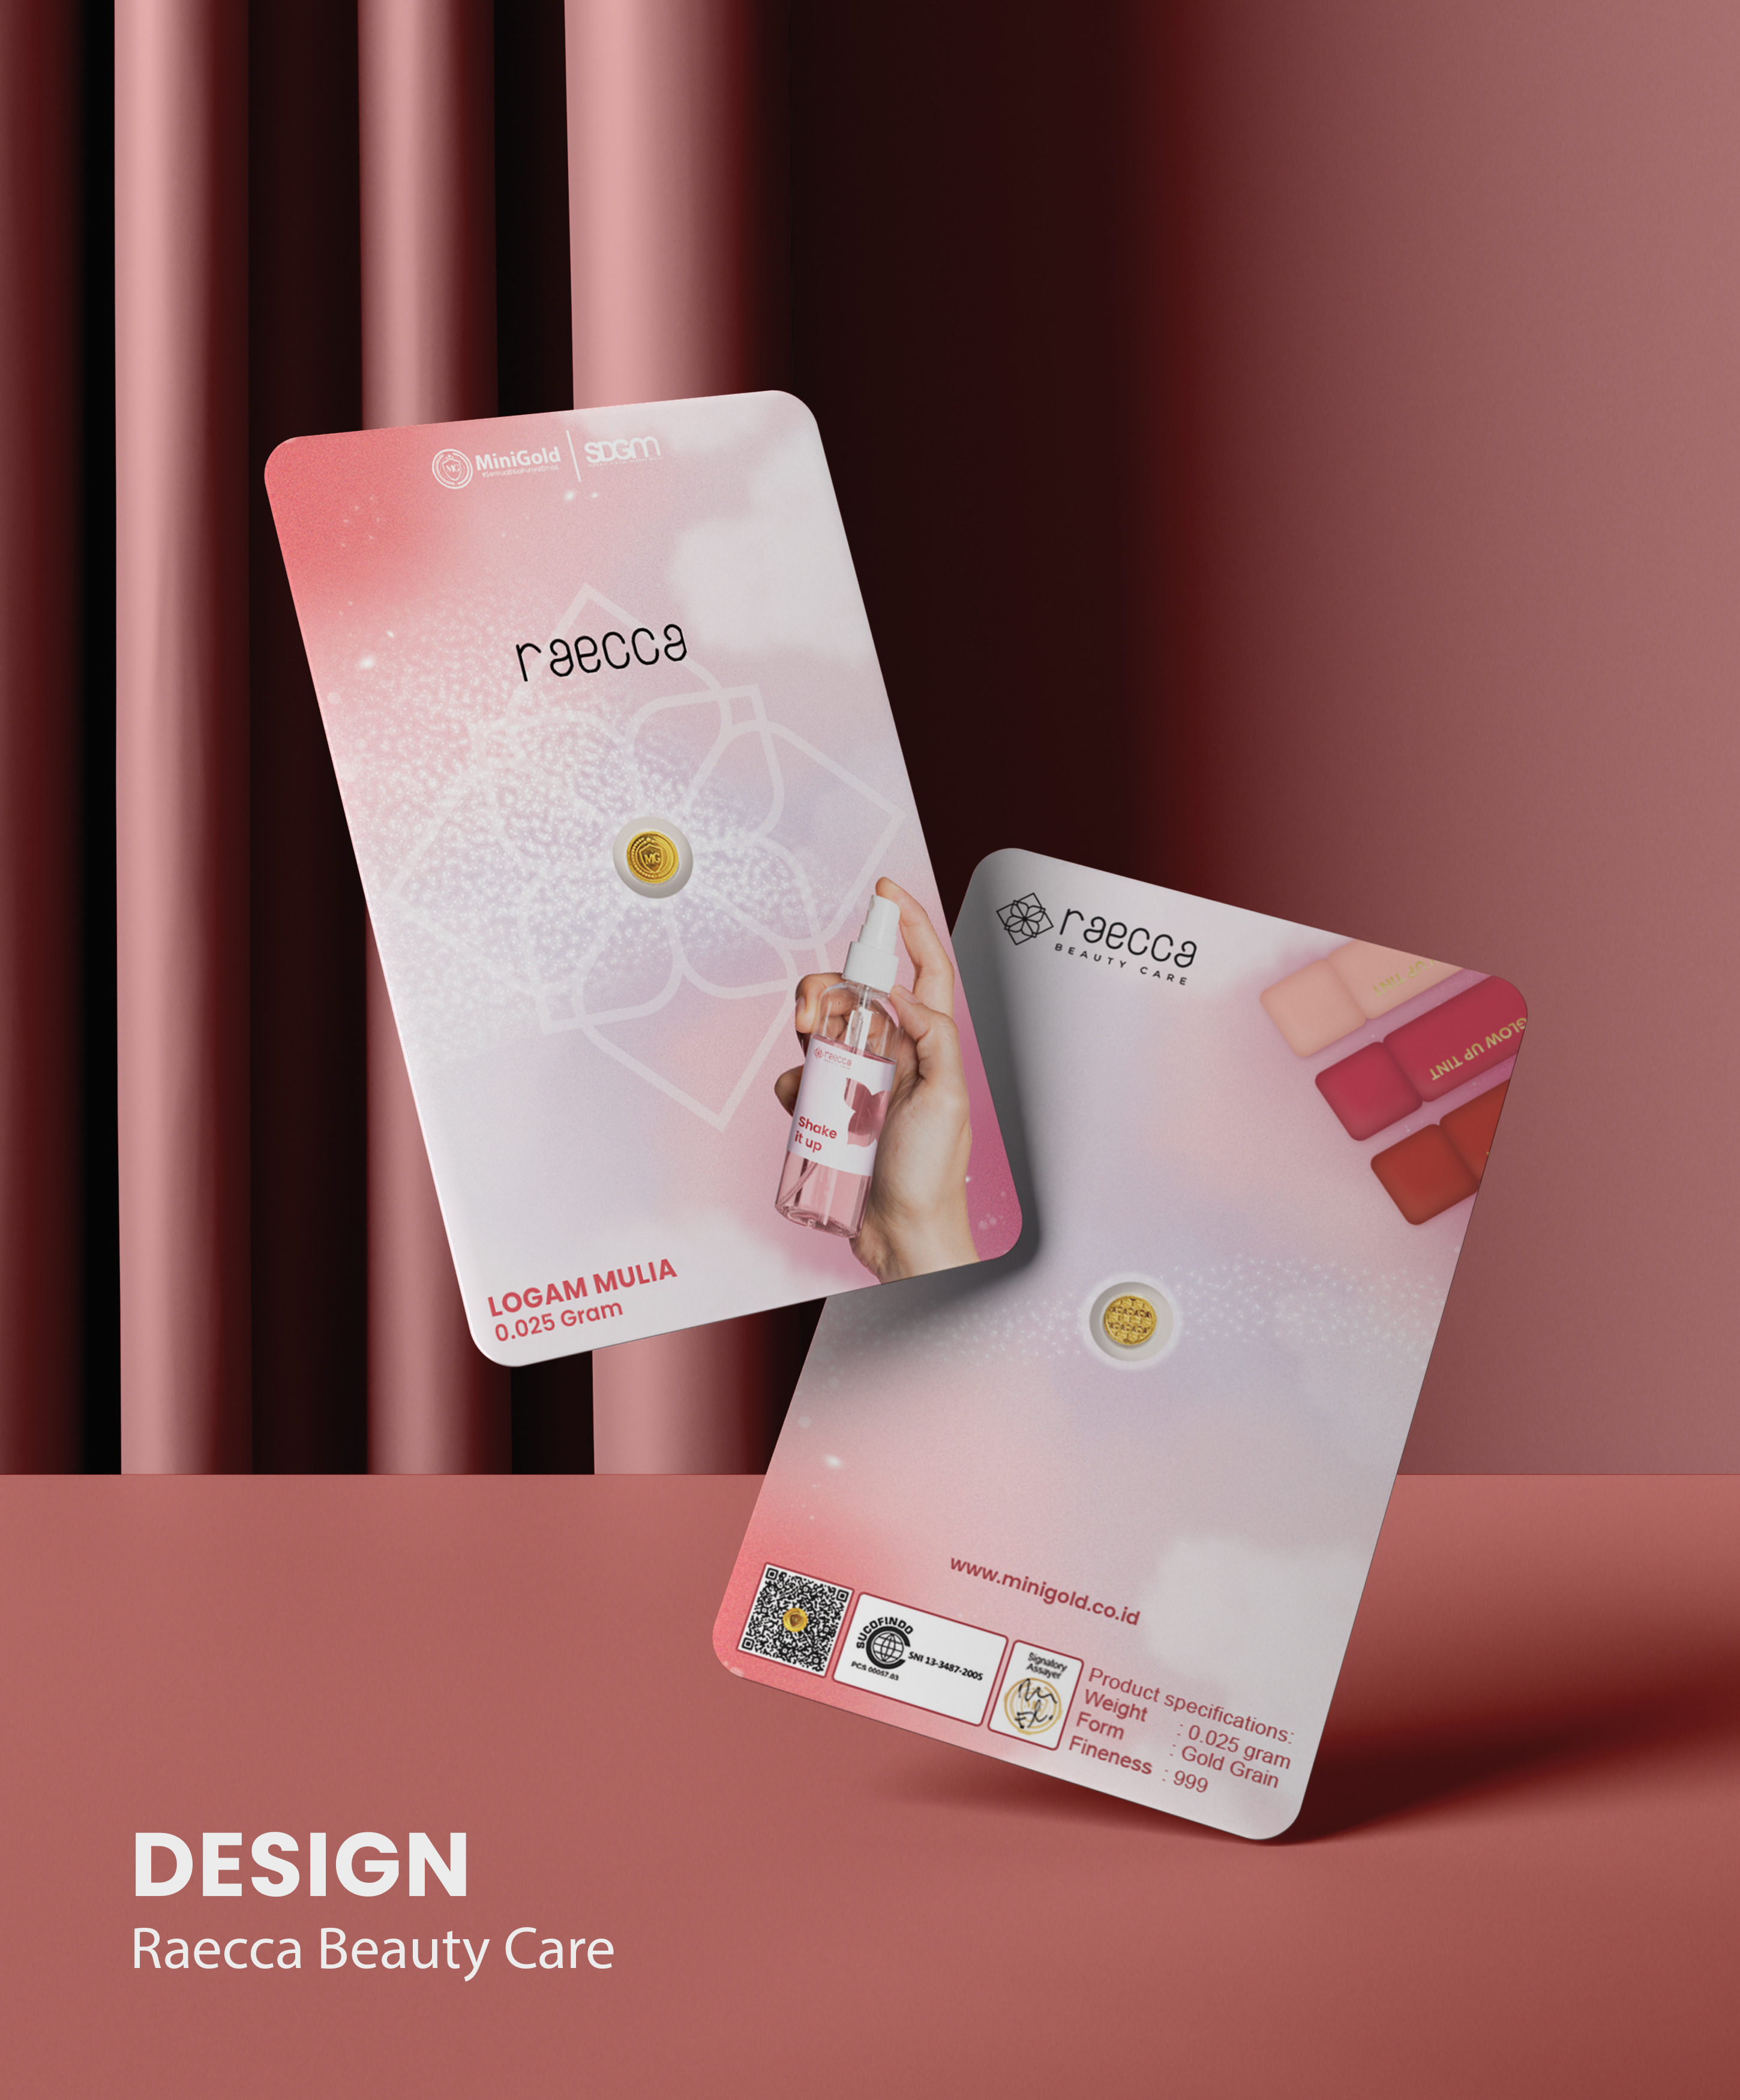 MiniGold
SDGM
raecca
MG
raecca
Shake
it up
LOGAM MULIA
0.025 Gram
raecca
BEAUTY CARE
UP TINT
GLOW UP TINT
www.minigold.co.id
SUCOFINDO
SNI 13-3487-2005
PCS 00057.03
Signatory
Assayer
Product specifications:
Weight : 0.025 gram
Form : Gold Grain
Fineness : 999
DESIGN
Raecca Beauty Care